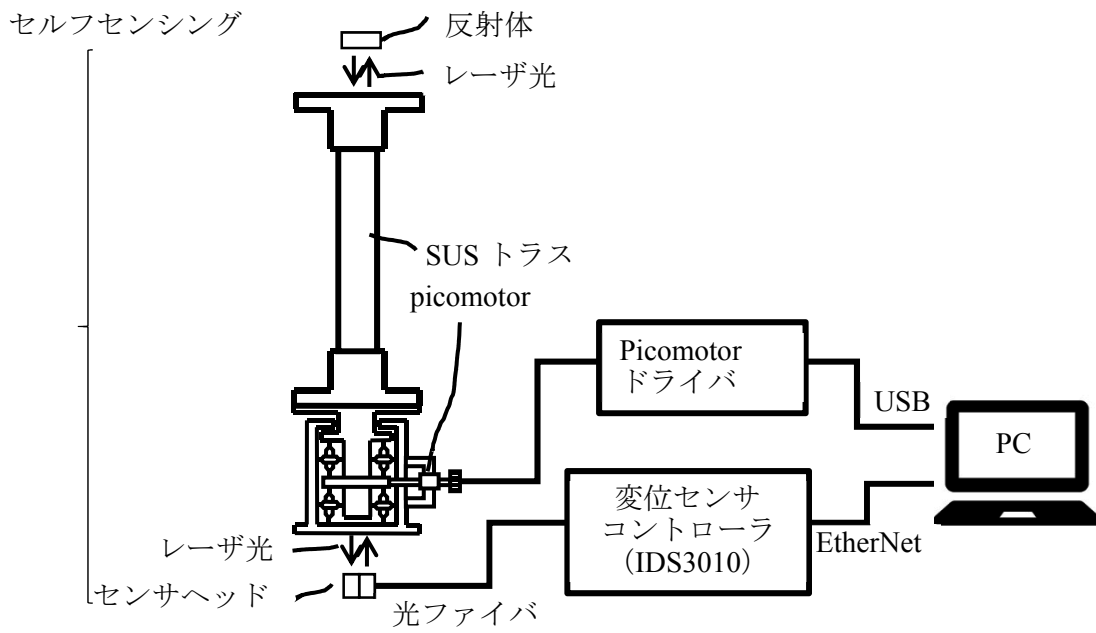 セルフセンシング
反射体
レーザ光
SUS トラス
picomotor
Picomotor
ドライバ
USB
PC
変位センサ
コントローラ
（IDS3010）
EtherNet
レーザ光
センサヘッド
光ファイバ